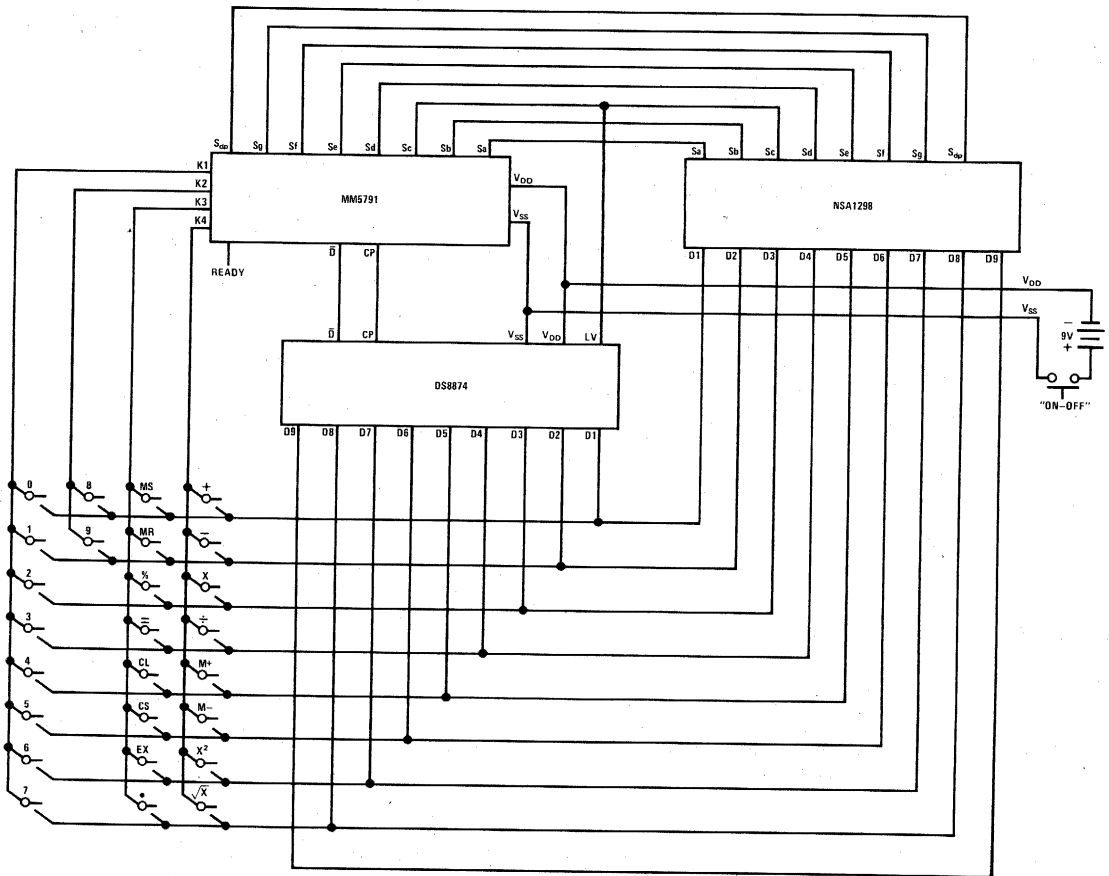 Sdp Sg Sf Se Sd Sc Sb Sa
Sa Sb Sc Sd Se Sf Sg Sdp
K1
K2
K3
K4
MM5791
VDD
VSS
NSA1298
READY
D̅ CP
D1 D2 D3 D4 D5 D6 D7 D8 D9
VDD
VSS
−
9V
+
"ON-OFF"
D̅ CP VSS VDD LV
DS8874
D9 D8 D7 D6 D5 D4 D3 D2 D1
0 8 MS +
1 9 MR −
2 % X
3 = ÷
4 CL M+
5 CS M−
6 EX X²
7 • √X